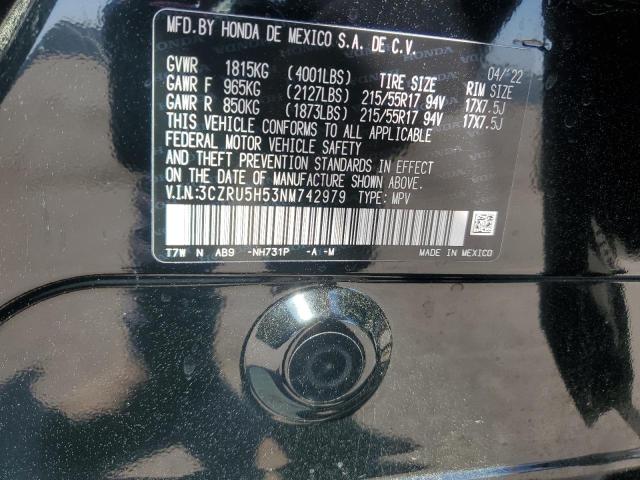 MFD.BY HONDA DE MEXICO S.A. DE C.V.
04/'22
GVWR 1815KG (4001LBS) TIRE SIZE RIM SIZE
GAWR F 965KG (2127LBS) 215/55R17 94V 17X7.5J
GAWR R 850KG (1873LBS) 215/55R17 94V 17X7.5J
THIS VEHICLE CONFORMS TO ALL APPLICABLE
FEDERAL MOTOR VEHICLE SAFETY
AND THEFT PREVENTION STANDARDS IN EFFECT
ON THE DATE OF MANUFACTURE SHOWN ABOVE.
V.I.N:3CZRU5H53NM742979 TYPE: MPV
T7W N AB9 -NH731P -A -M MADE IN MEXICO